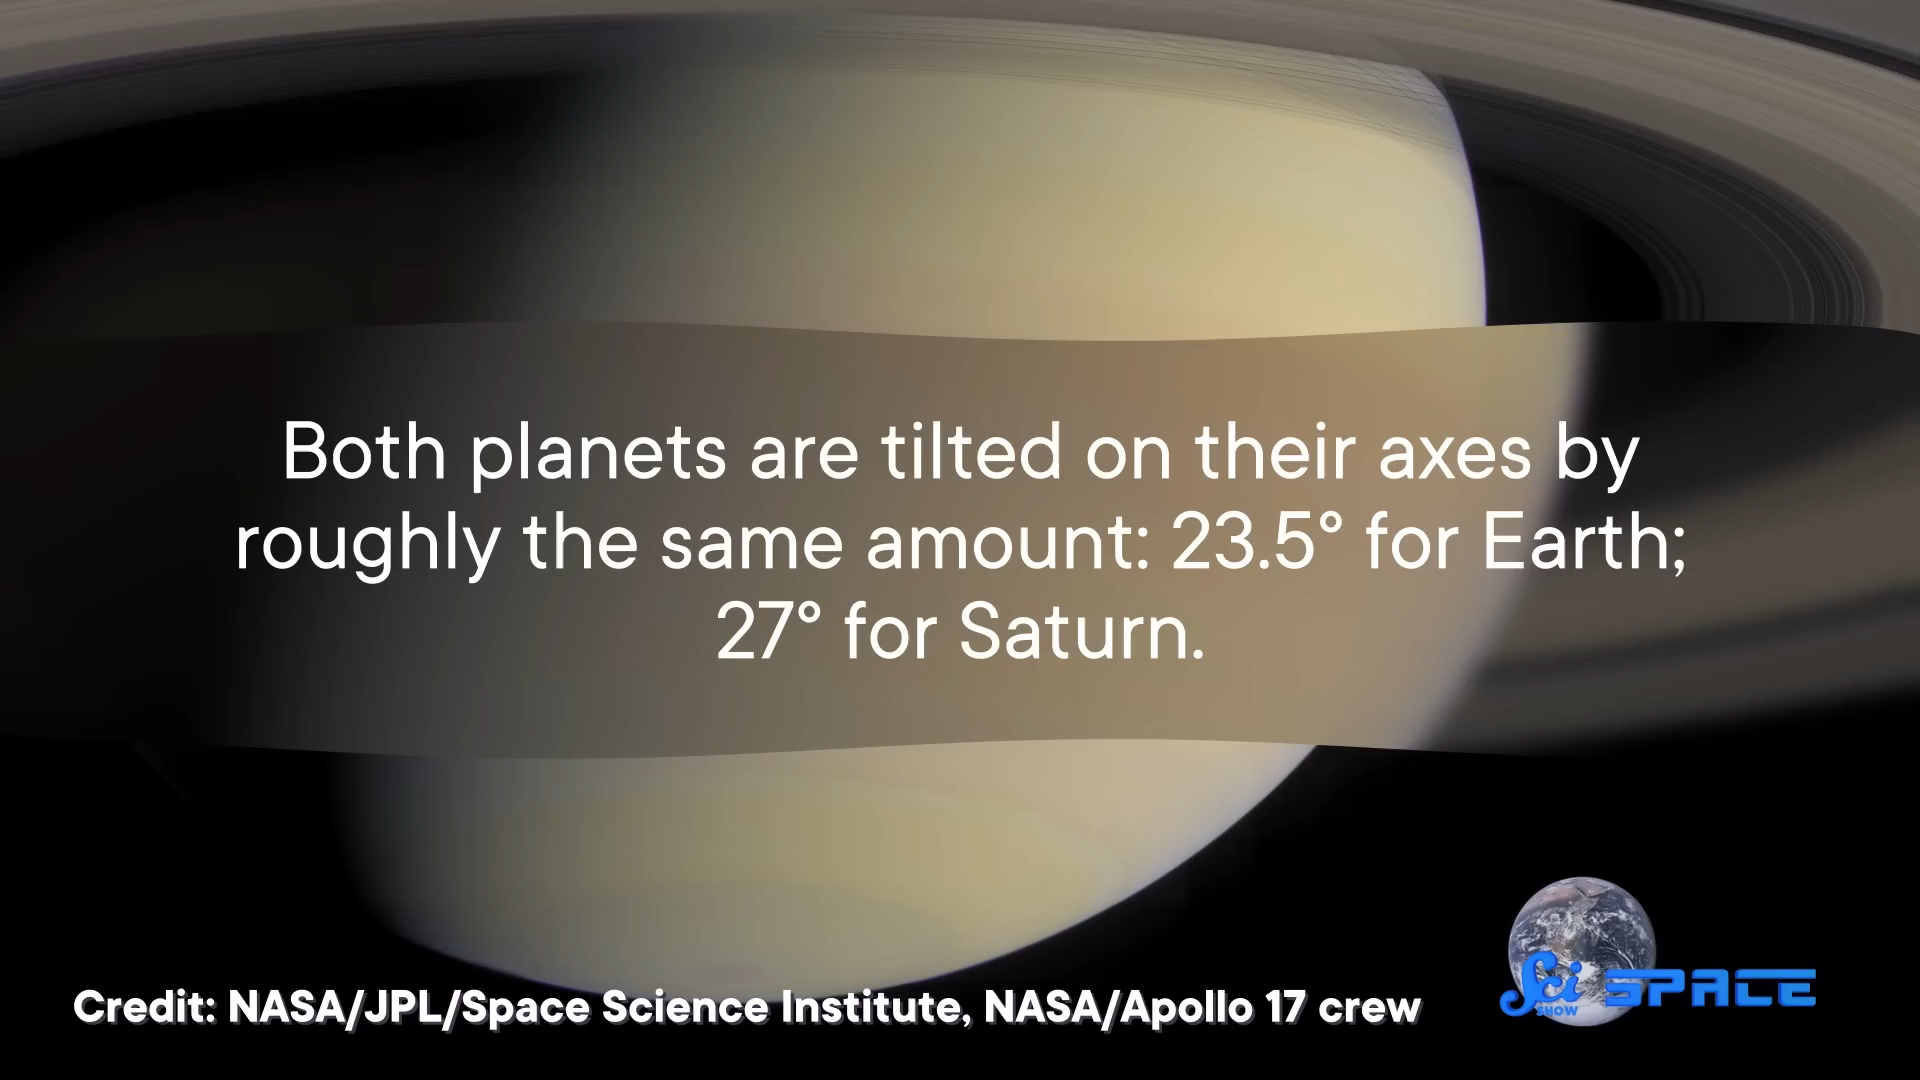 Both planets are tilted on their axes by
roughly the same amount: 23.5° for Earth;
27° for Saturn.
Credit: NASA/JPL/Space Science Institute, NASA/Apollo 17 crew
Sci SPACE
SHOW